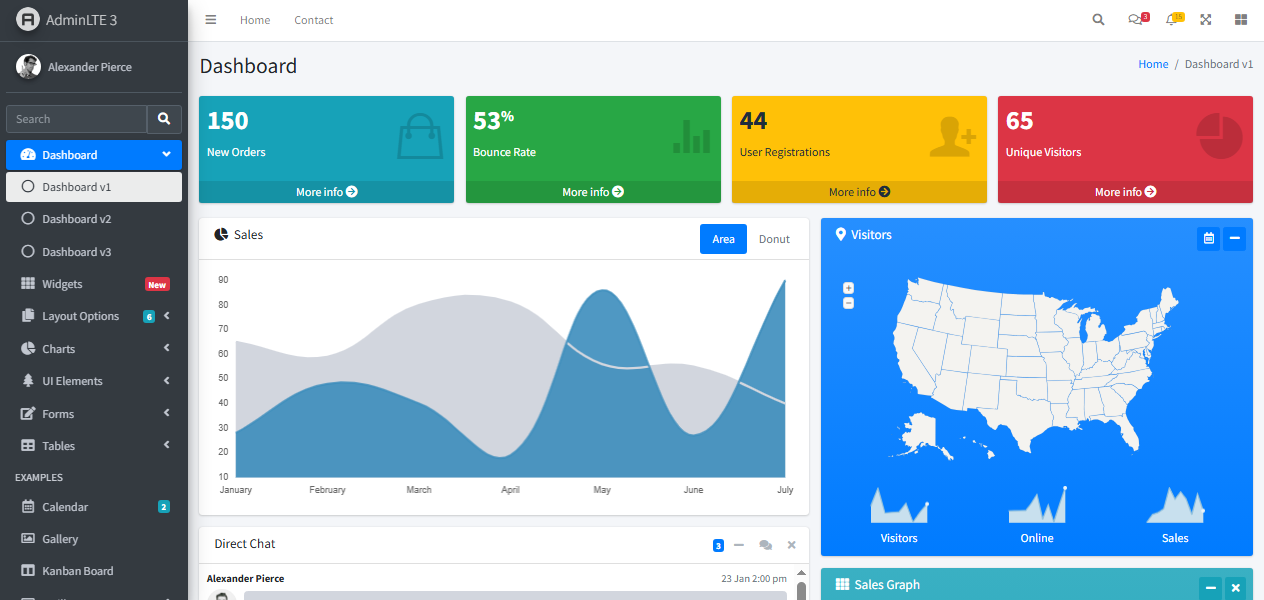 AdminLTE 3
Alexander Pierce
Search
Dashboard
Dashboard v1
Dashboard v2
Dashboard v3
Widgets New
Layout Options 6
Charts
UI Elements
Forms
Tables
EXAMPLES
Calendar 2
Gallery
Kanban Board
Home Contact
3 15
Dashboard
Home / Dashboard v1
150
New Orders
More info
53%
Bounce Rate
More info
44
User Registrations
More info
65
Unique Visitors
More info
Sales
Area Donut
90
80
70
60
50
40
30
20
10
January February March April May June July
Direct Chat
3
Alexander Pierce 23 Jan 2:00 pm
Visitors
+
−
Visitors Online Sales
Sales Graph